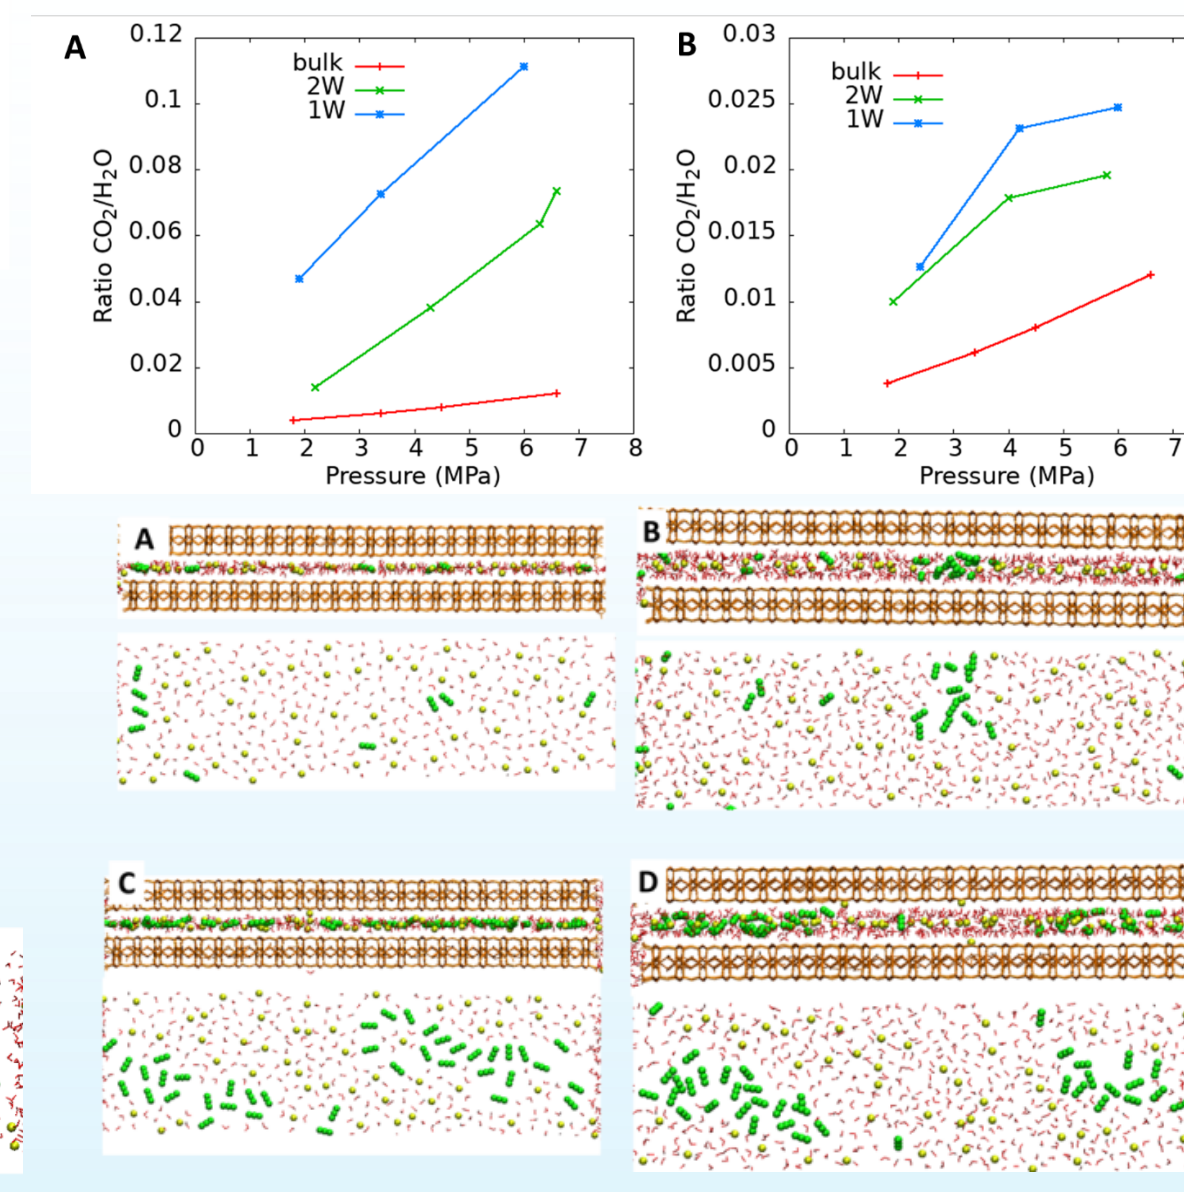 A
0.12
0.1
0.08
0.06
0.04
0.02
0
Ratio CO₂/H₂O
bulk
2W
1W
0 1 2 3 4 5 6 7 8
Pressure (MPa)
B
0.03
0.025
0.02
0.015
0.01
0.005
0
Ratio CO₂/H₂O
bulk
2W
1W
0 1 2 3 4 5 6 7
Pressure (MPa)
A
B
C
D